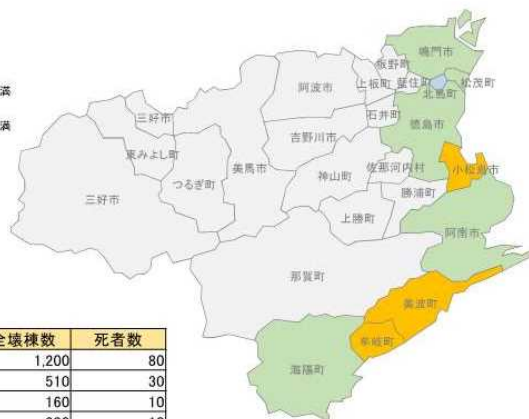 満
満
鳴門市
板野町
上板町
藍住町
松茂町
北島町
阿波市
石井町
徳島市
三好市
東みよし町
吉野川市
美馬市
つるぎ町
神山町
佐那河内村
小松島市
勝浦町
三好市
上勝町
阿南市
那賀町
美波町
牟岐町
海陽町
全壊棟数 死者数
1,200 80
510 30
160 10